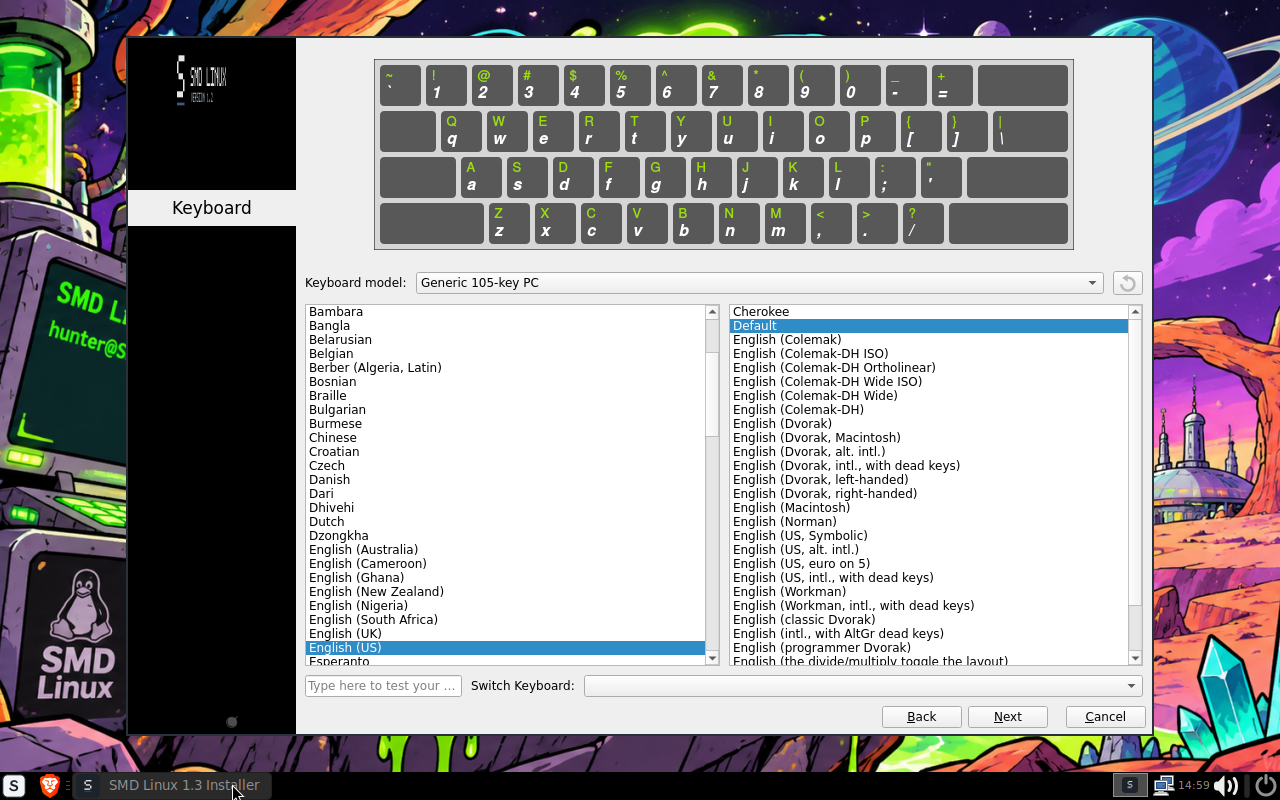 SMD LINUX
VERSION 1.2
Keyboard
~ ! @ # $ % ^ & * ( ) _ +
` 1 2 3 4 5 6 7 8 9 0 - =
Q W E R T Y U I O P { } |
q w e r t y u i o p [ ] \
A S D F G H J K L : "
a s d f g h j k l ; '
Z X C V B N M < > ?
z x c v b n m , . /
Keyboard model: Generic 105-key PC
Bambara
Bangla
Belarusian
Belgian
Berber (Algeria, Latin)
Bosnian
Braille
Bulgarian
Burmese
Chinese
Croatian
Czech
Danish
Dari
Dhivehi
Dutch
Dzongkha
English (Australia)
English (Cameroon)
English (Ghana)
English (New Zealand)
English (Nigeria)
English (South Africa)
English (UK)
English (US)
Esperanto
Cherokee
Default
English (Colemak)
English (Colemak-DH ISO)
English (Colemak-DH Ortholinear)
English (Colemak-DH Wide ISO)
English (Colemak-DH Wide)
English (Colemak-DH)
English (Dvorak)
English (Dvorak, Macintosh)
English (Dvorak, alt. intl.)
English (Dvorak, intl., with dead keys)
English (Dvorak, left-handed)
English (Dvorak, right-handed)
English (Macintosh)
English (Norman)
English (US, Symbolic)
English (US, alt. intl.)
English (US, euro on 5)
English (US, intl., with dead keys)
English (Workman)
English (Workman, intl., with dead keys)
English (classic Dvorak)
English (intl., with AltGr dead keys)
English (programmer Dvorak)
English (the divide/multiply toggle the layout)
Type here to test your ...
Switch Keyboard:
Back Next Cancel
SMD Li
hunter@S
SMD
Linux
S S SMD Linux 1.3 Installer S 14:59